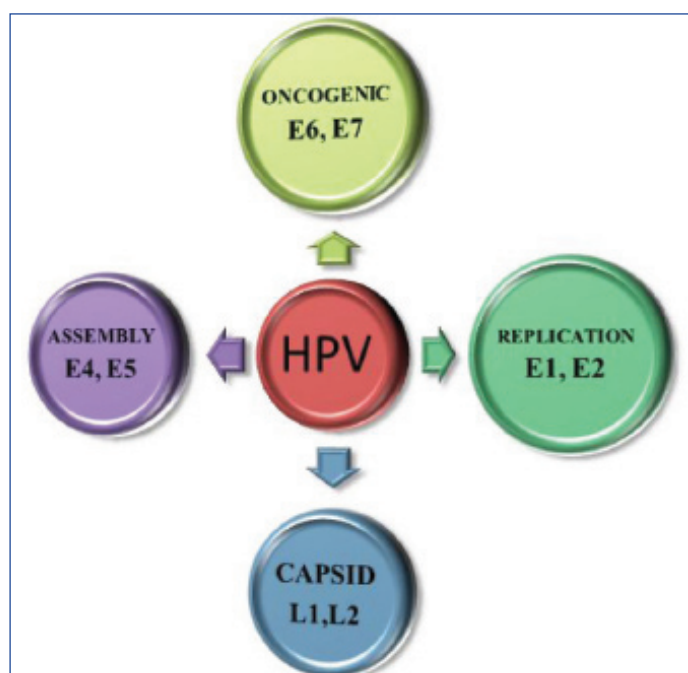 ONCOGENIC
E6, E7
ASSEMBLY
E4, E5
HPV
REPLICATION
E1, E2
CAPSID
L1,L2